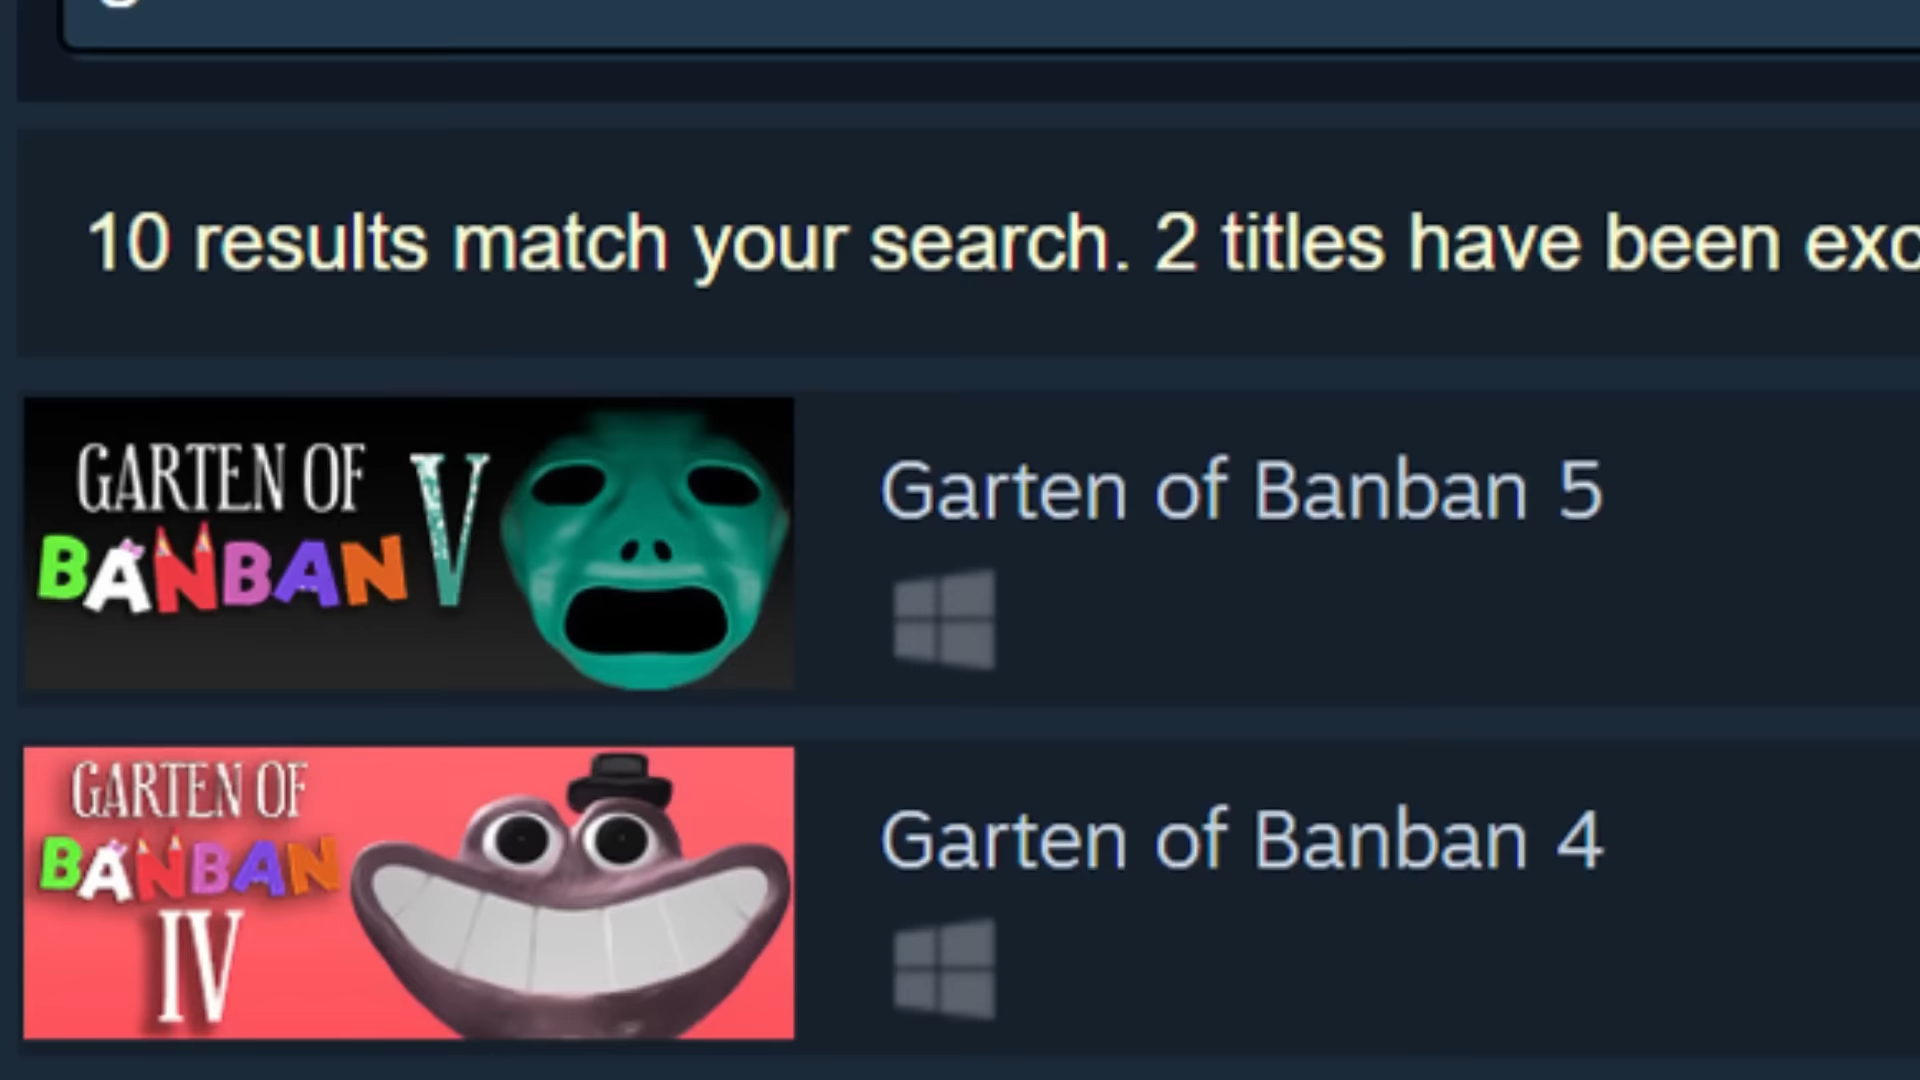 10 results match your search. 2 titles have been exc
GARTEN OF
BANBAN
V
Garten of Banban 5
GARTEN OF
BANBAN
IV
Garten of Banban 4